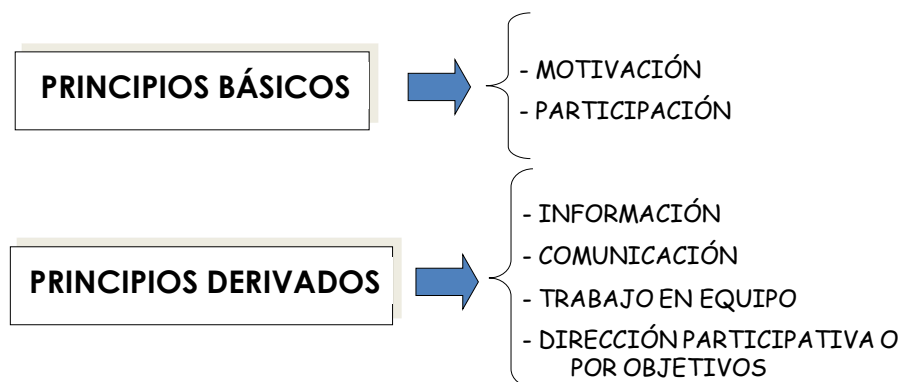 PRINCIPIOS BÁSICOS
- MOTIVACIÓN
- PARTICIPACIÓN
PRINCIPIOS DERIVADOS
- INFORMACIÓN
- COMUNICACIÓN
- TRABAJO EN EQUIPO
- DIRECCIÓN PARTICIPATIVA O
POR OBJETIVOS